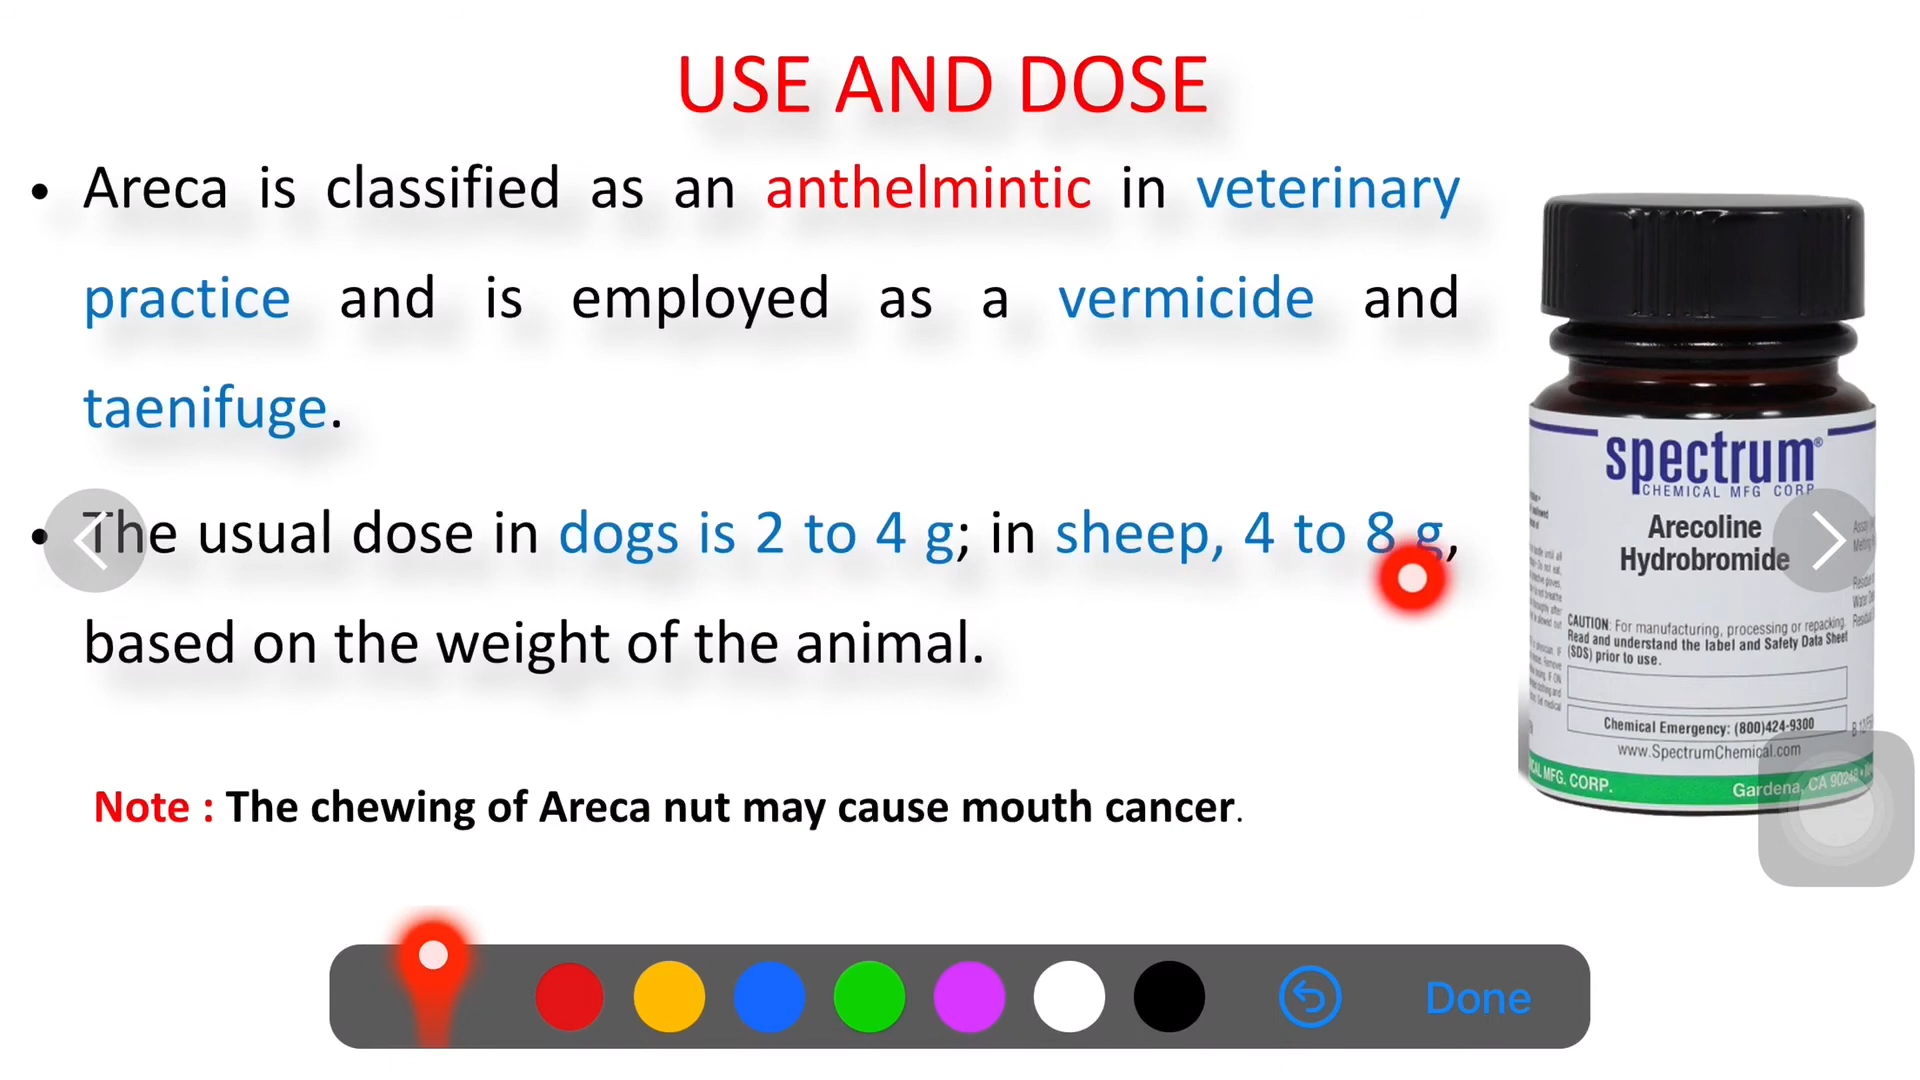 USE AND DOSE
• Areca is classified as an anthelmintic in veterinary
practice and is employed as a vermicide and
taenifuge.
• The usual dose in dogs is 2 to 4 g; in sheep, 4 to 8 g,
based on the weight of the animal.
Note : The chewing of Areca nut may cause mouth cancer.
spectrum®
CHEMICAL MFG CORP
Arecoline
Hydrobromide
CAUTION: For manufacturing, processing or repacking.
Read and understand the label and Safety Data Sheet
(SDS) prior to use.
Chemical Emergency: (800)424-9300
www.SpectrumChemical.com
MFG. CORP.
Gardena, CA 90248
Done